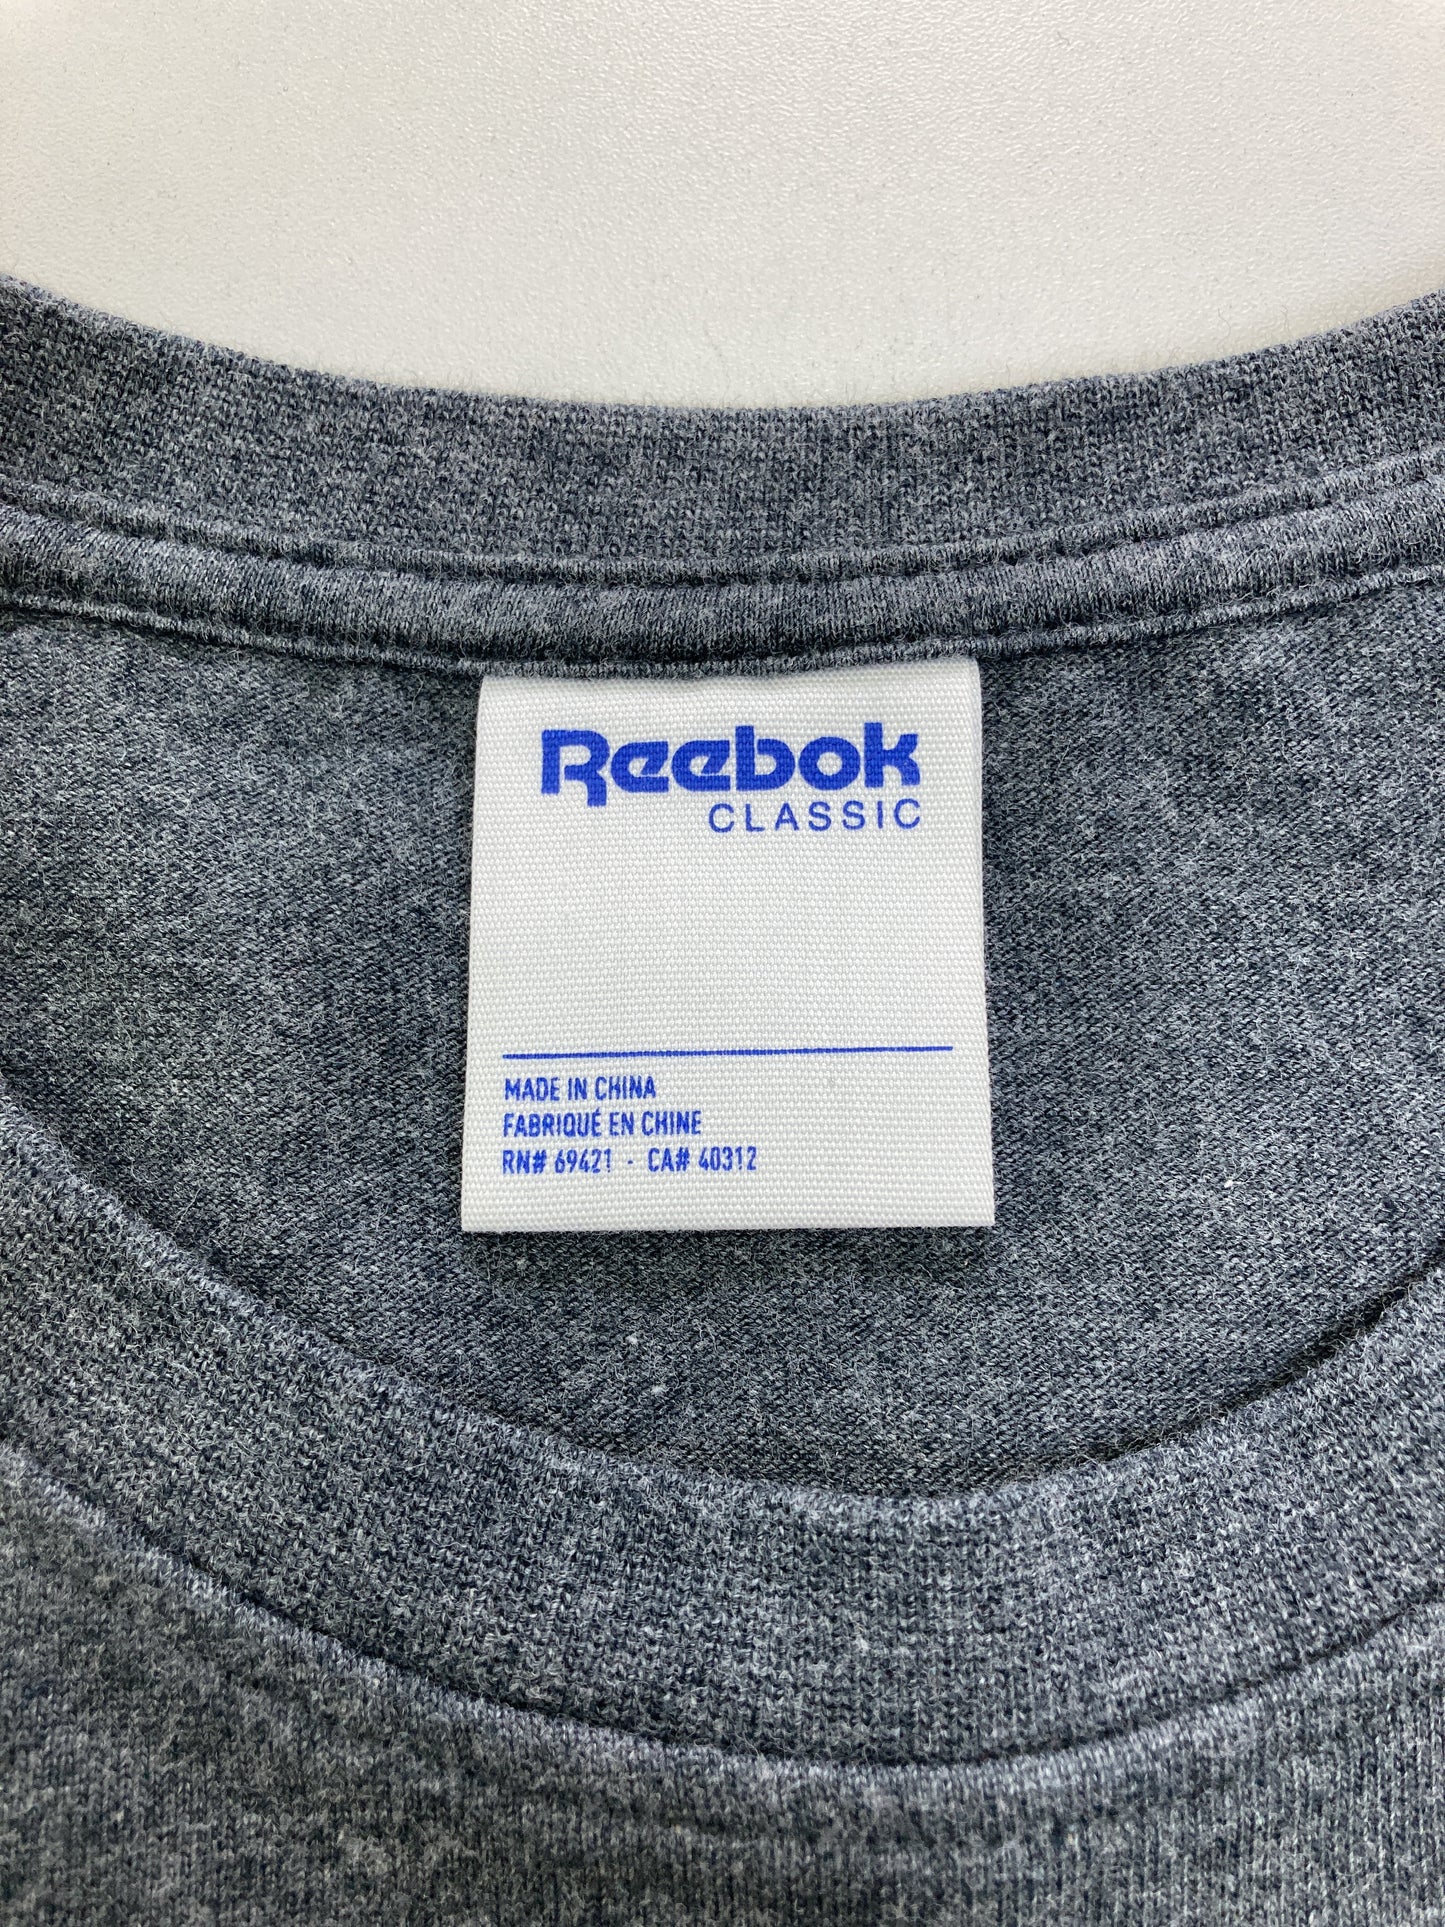 Reebok
CLASSIC
MADE IN CHINA
FABRIQUÉ EN CHINE
RN# 69421 · CA# 40312